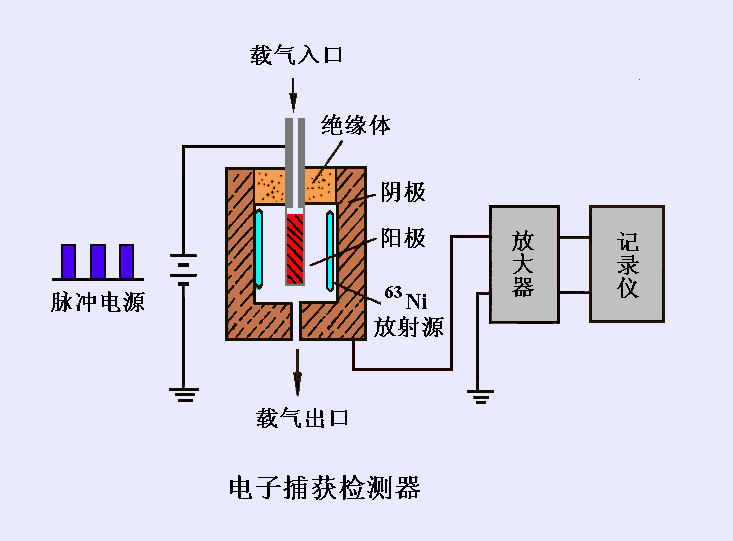 载气入口
绝缘体
阴极
阳极
63Ni
放射源
脉冲电源
放大器
记录仪
载气出口
电子捕获检测器